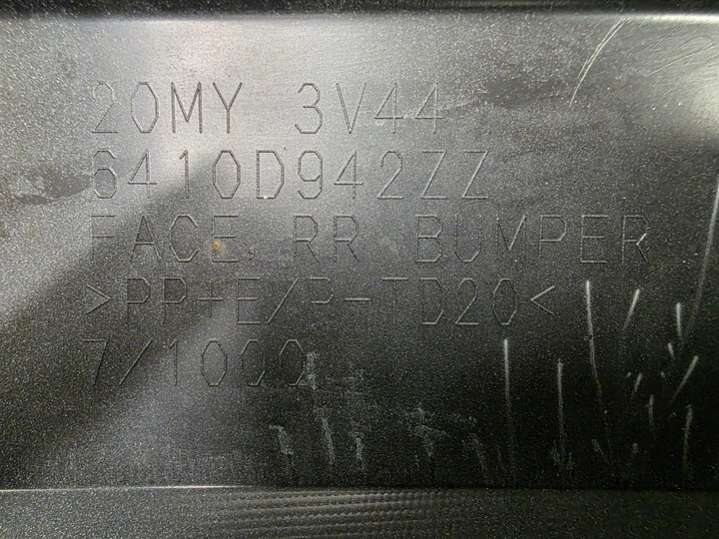 20MY 3V44
6410D942ZZ
FACE, RR BUMPER
>PP+E/P-TD20<
7/1000